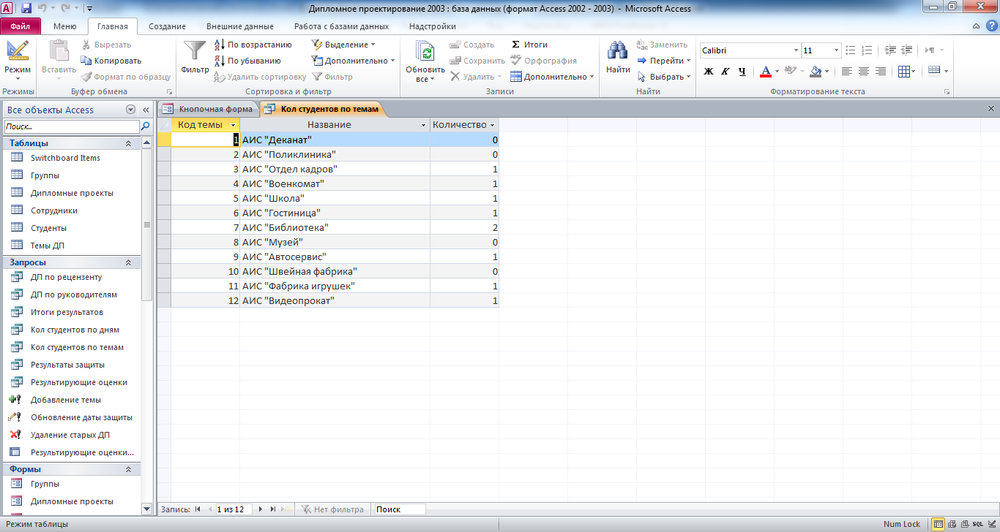 Дипломное проектирование 2003 : база данных (формат Access 2002 - 2003) - Microsoft Access
Файл Меню Главная Создание Внешние данные Работа с базами данных Надстройки
Режим
Режимы
Вставить
Вырезать
Копировать
Формат по образцу
Буфер обмена
Фильтр
По возрастанию
По убыванию
Удалить сортировку
Выделение
Дополнительно
Фильтр
Сортировка и фильтр
Обновить
все
Создать
Сохранить
Удалить
Итоги
Орфография
Дополнительно
Записи
Найти
Заменить
Перейти
Выбрать
Найти
Calibri 11
Ж К Ч
Форматирование текста
Все объекты Access
Поиск...
Таблицы
Switchboard Items
Группы
Дипломные проекты
Сотрудники
Студенты
Темы ДП
Запросы
ДП по рецензенту
ДП по руководителям
Итоги результатов
Кол студентов по дням
Кол студентов по темам
Результаты защиты
Результирующие оценки
Добавление темы
Обновление даты защиты
Удаление старых ДП
Результирующие оценки...
Формы
Группы
Дипломные проекты
Кнопочная форма Кол студентов по темам
Код темы Название Количество
1 АИС "Деканат" 0
2 АИС "Поликлиника" 0
3 АИС "Отдел кадров" 1
4 АИС "Военкомат" 1
5 АИС "Школа" 1
6 АИС "Гостиница" 1
7 АИС "Библиотека" 2
8 АИС "Музей" 0
9 АИС "Автосервис" 1
10 АИС "Швейная фабрика" 0
11 АИС "Фабрика игрушек" 1
12 АИС "Видеопрокат" 1
Запись: 1 из 12 Нет фильтра Поиск
Режим таблицы Num Lock SQL